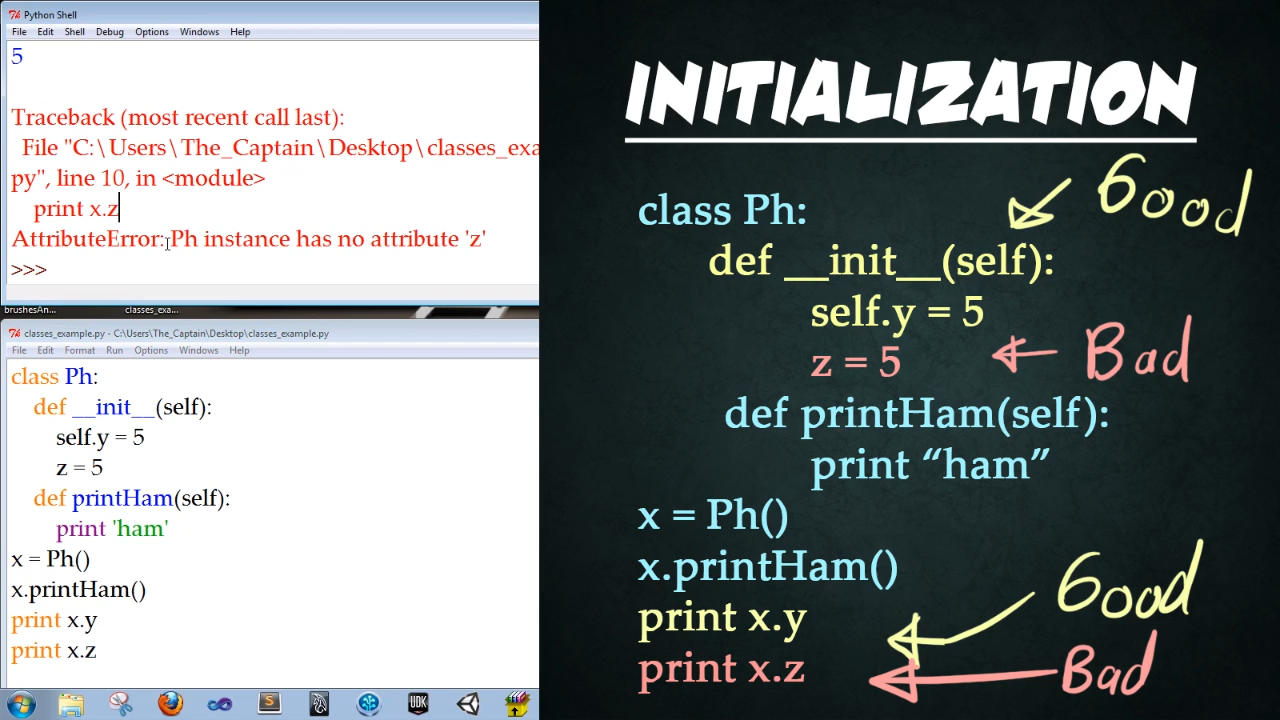 Python Shell
File Edit Shell Debug Options Windows Help
5
Traceback (most recent call last):
File "C:\Users\The_Captain\Desktop\classes_exa
py", line 10, in <module>
print x.z
AttributeError: Ph instance has no attribute 'z'
>>>
brushesAn... classes_exa...
classes_example.py - C:\Users\The_Captain\Desktop\classes_example.py
File Edit Format Run Options Windows Help
class Ph:
def __init__(self):
self.y = 5
z = 5
def printHam(self):
print 'ham'
x = Ph()
x.printHam()
print x.y
print x.z
UDK
INITIALIZATION
Good
class Ph:
def __init__(self):
self.y = 5
z = 5
Bad
def printHam(self):
print “ham”
x = Ph()
x.printHam()
Good
print x.y
print x.z
Bad